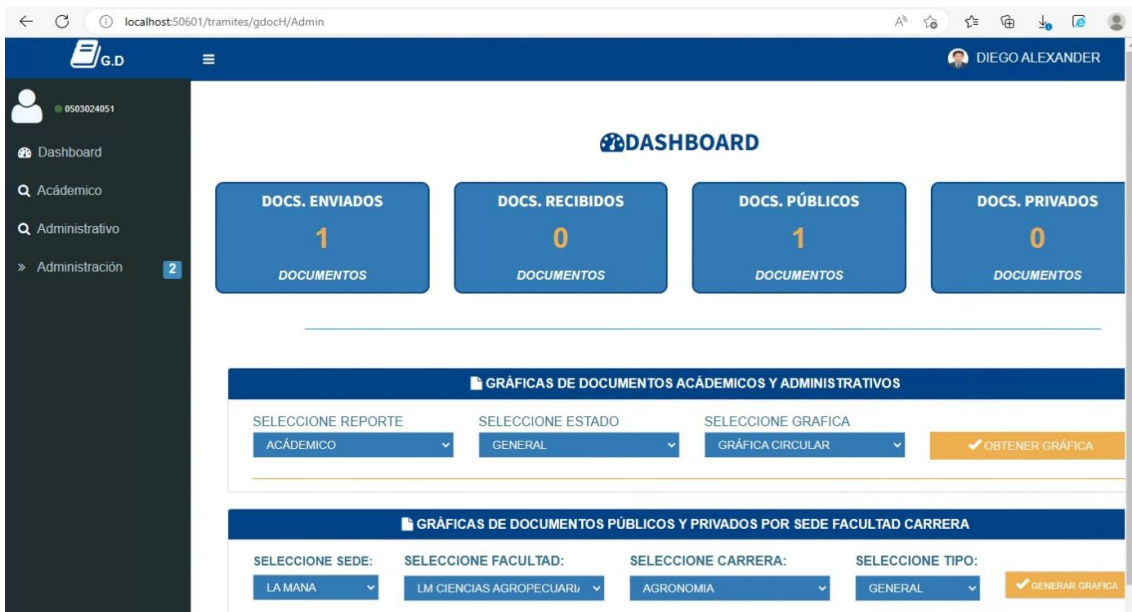 localhost:50601/tramites/gdocH/Admin
G.D
DIEGO ALEXANDER
0503024051
Dashboard
Acádemico
Administrativo
Administración 2
DASHBOARD
DOCS. ENVIADOS
1
DOCUMENTOS
DOCS. RECIBIDOS
0
DOCUMENTOS
DOCS. PÚBLICOS
1
DOCUMENTOS
DOCS. PRIVADOS
0
DOCUMENTOS
GRÁFICAS DE DOCUMENTOS ACÁDEMICOS Y ADMINISTRATIVOS
SELECCIONE REPORTE
ACÁDEMICO
SELECCIONE ESTADO
GENERAL
SELECCIONE GRAFICA
GRÁFICA CIRCULAR
OBTENER GRÁFICA
GRÁFICAS DE DOCUMENTOS PÚBLICOS Y PRIVADOS POR SEDE FACULTAD CARRERA
SELECCIONE SEDE:
LA MANA
SELECCIONE FACULTAD:
LM CIENCIAS AGROPECUARI
SELECCIONE CARRERA:
AGRONOMIA
SELECCIONE TIPO:
GENERAL
GENERAR GRAFICA